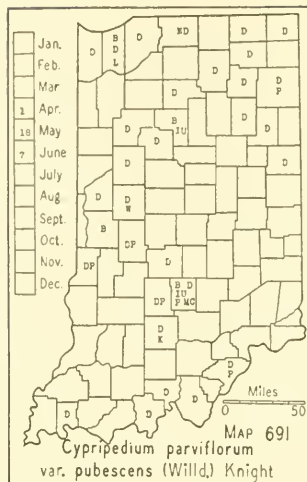 Jan.
Feb.
Mar
1 Apr.
18 May
7 June
July
Aug
Sept.
Oct.
Nov.
Dec.
D B D L D ND D D
D
D D D P
B IU
D D D
D
D D W
B DP
DP D
DP B D IU MC P
D K
D P
D D D D
Miles
0 50
MAP 691
Cypripedium parviflorum
var. pubescens (Willd.) Knight